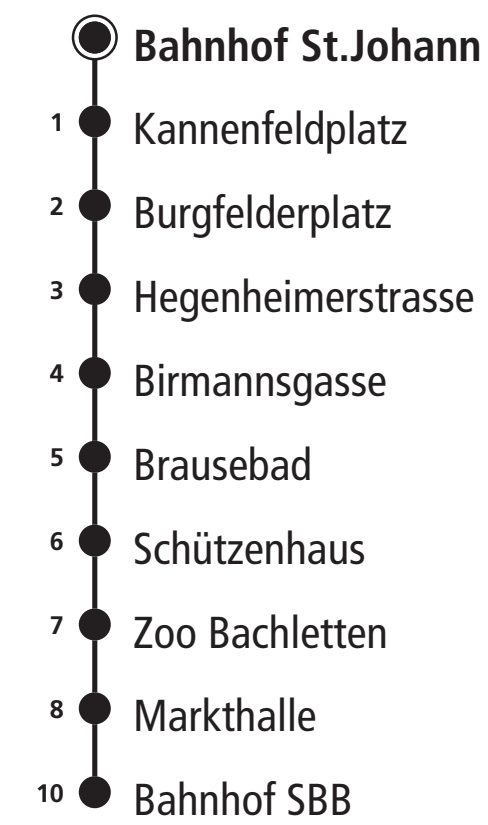 Bahnhof St.Johann
1 Kannenfeldplatz
2 Burgfelderplatz
3 Hegenheimerstrasse
4 Birmannsgasse
5 Brausebad
6 Schützenhaus
7 Zoo Bachletten
8 Markthalle
10 Bahnhof SBB